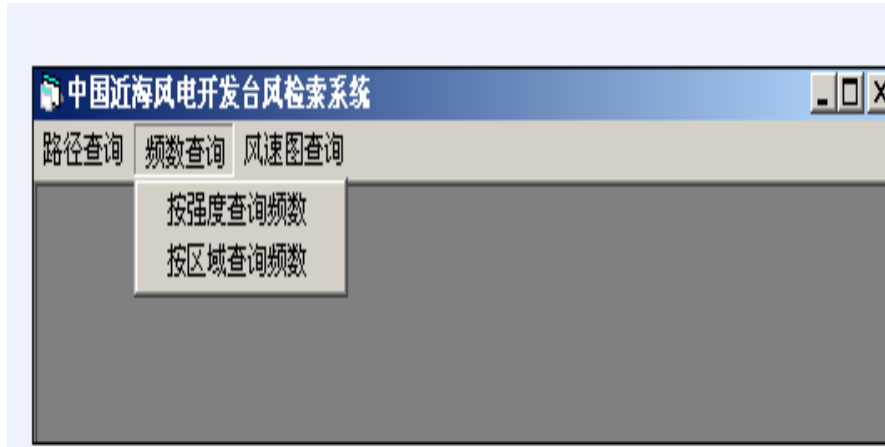 中国近海风电开发台风检索系统
路径查询 频数查询 风速图查询
按强度查询频数
按区域查询频数